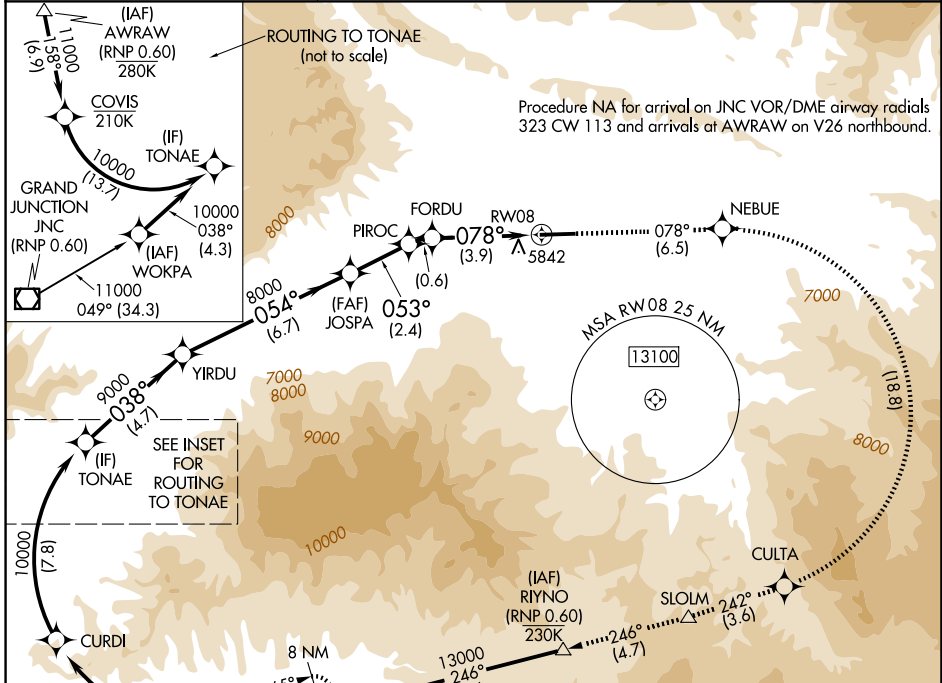 (IAF)
AWRAW
(RNP 0.60)
280K
11000
158°
(6.9)
ROUTING TO TONAE
(not to scale)
COVIS
210K
(IF)
TONAE
10000
(13.7)
GRAND
JUNCTION
JNC
(RNP 0.60)
10000
038°
(4.3)
(IAF)
WOKPA
11000
049° (34.3)
Procedure NA for arrival on JNC VOR/DME airway radials
323 CW 113 and arrivals at AWRAW on V26 northbound.
8000
PIROC
FORDU
078°
(3.9)
RW08
5842
078°
(6.5)
NEBUE
(0.6)
8000
054°
(6.7)
(FAF)
JOSPA
053°
(2.4)
7000
MSA RW08 25 NM
13100
(18.8)
8000
YIRDU
7000
8000
9000
9000
038°
(4.7)
(IF)
TONAE
SEE INSET
FOR
ROUTING
TO TONAE
10000
10000
(7.8)
CURDI
CULTA
(IAF)
RIYNO
(RNP 0.60)
230K
SLOLM
242°
(3.6)
246°
(4.7)
13000
246°
8 NM